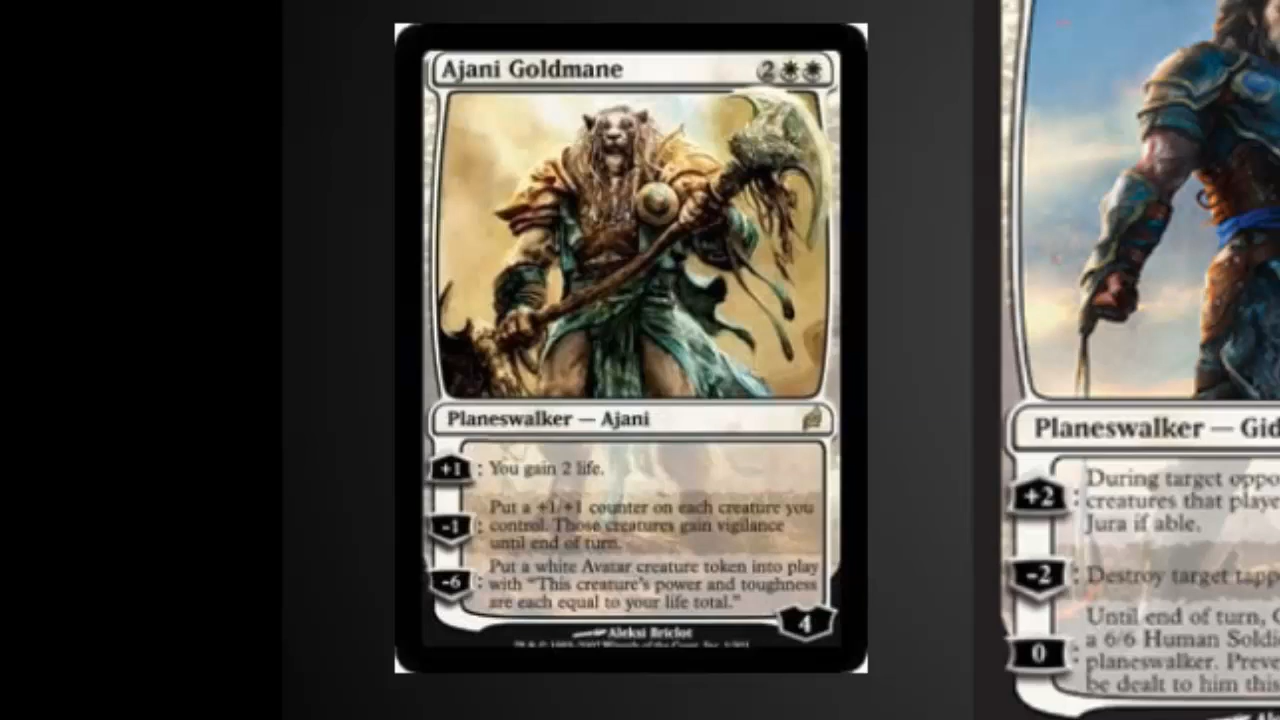 Ajani Goldmane 2
Planeswalker — Ajani
+1 : You gain 2 life.
Put a +1/+1 counter on each creature you
-1 : control. Those creatures gain vigilance
until end of turn.
Put a white Avatar creature token into play
-6 : with "This creature's power and toughness
are each equal to your life total."
4
Aleksi Briclot
Planeswalker — Gid
During target oppo
+2 : creatures that playe
Jura if able.
-2 : Destroy target tapp
Until end of turn, G
a 6/6 Human Soldi
0 : planeswalker. Preve
be dealt to him this